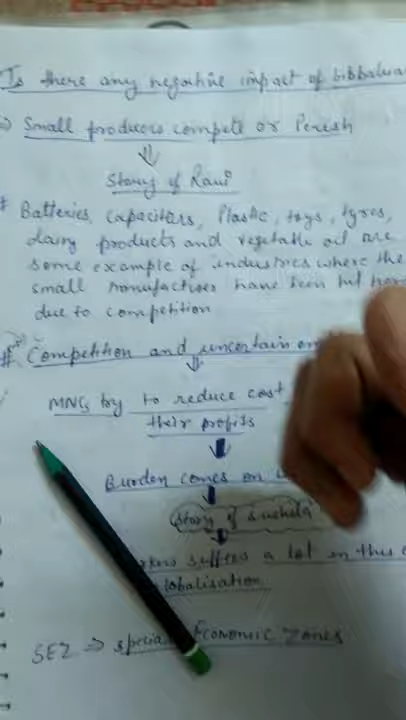 Is there any negative impact of
Small producers compete or Perish
⇓
Story of Ravi
# Batteries, Capacitors, Plastic, toys, tyres,
dairy products and vegetable oil are
some example of industries where the
small manufactures have been hit
due to competition
# Competition and uncertain
⇓
MNCs try to reduce cost
their profits
↓
Burden comes on
↓
Story of Sushila
↓
suffers a lot in this
SEZ ⇒ Special Economic Zones